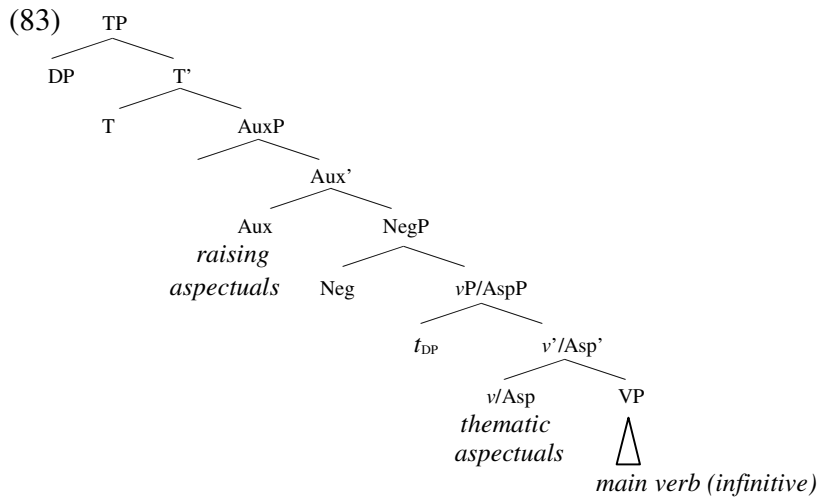 (83) TP
DP T’
T AuxP
Aux’
Aux NegP
raising
aspectuals Neg vP/AspP
tDP v’/Asp’
v/Asp VP
thematic
aspectuals
main verb (infinitive)